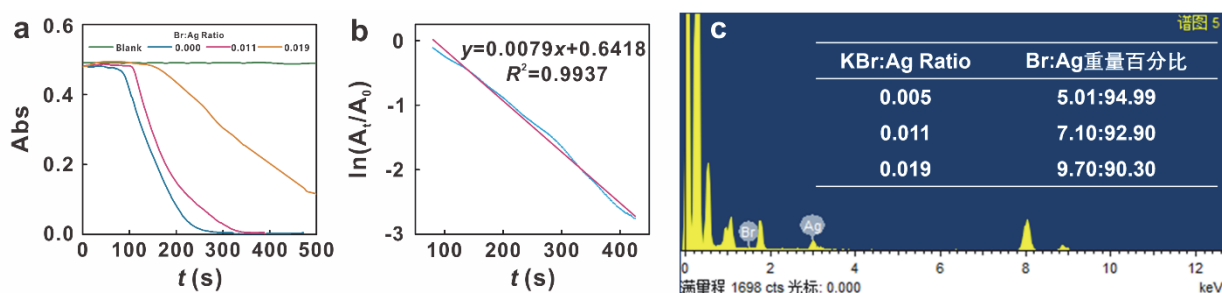 a
Br:Ag Ratio
Blank 0.000 0.011 0.019
Abs
0.6
0.4
0.2
0.0
0 100 200 300 400 500
t (s)
b
y=0.0079x+0.6418
R²=0.9937
ln(At/A0)
0
-1
-2
-3
100 200 300 400
t (s)
c
谱图 5
KBr:Ag Ratio Br:Ag重量百分比
0.005 5.01:94.99
0.011 7.10:92.90
0.019 9.70:90.30
Br
Ag
0 2 4 6 8 10 12
满量程 1698 cts 光标: 0.000 keV